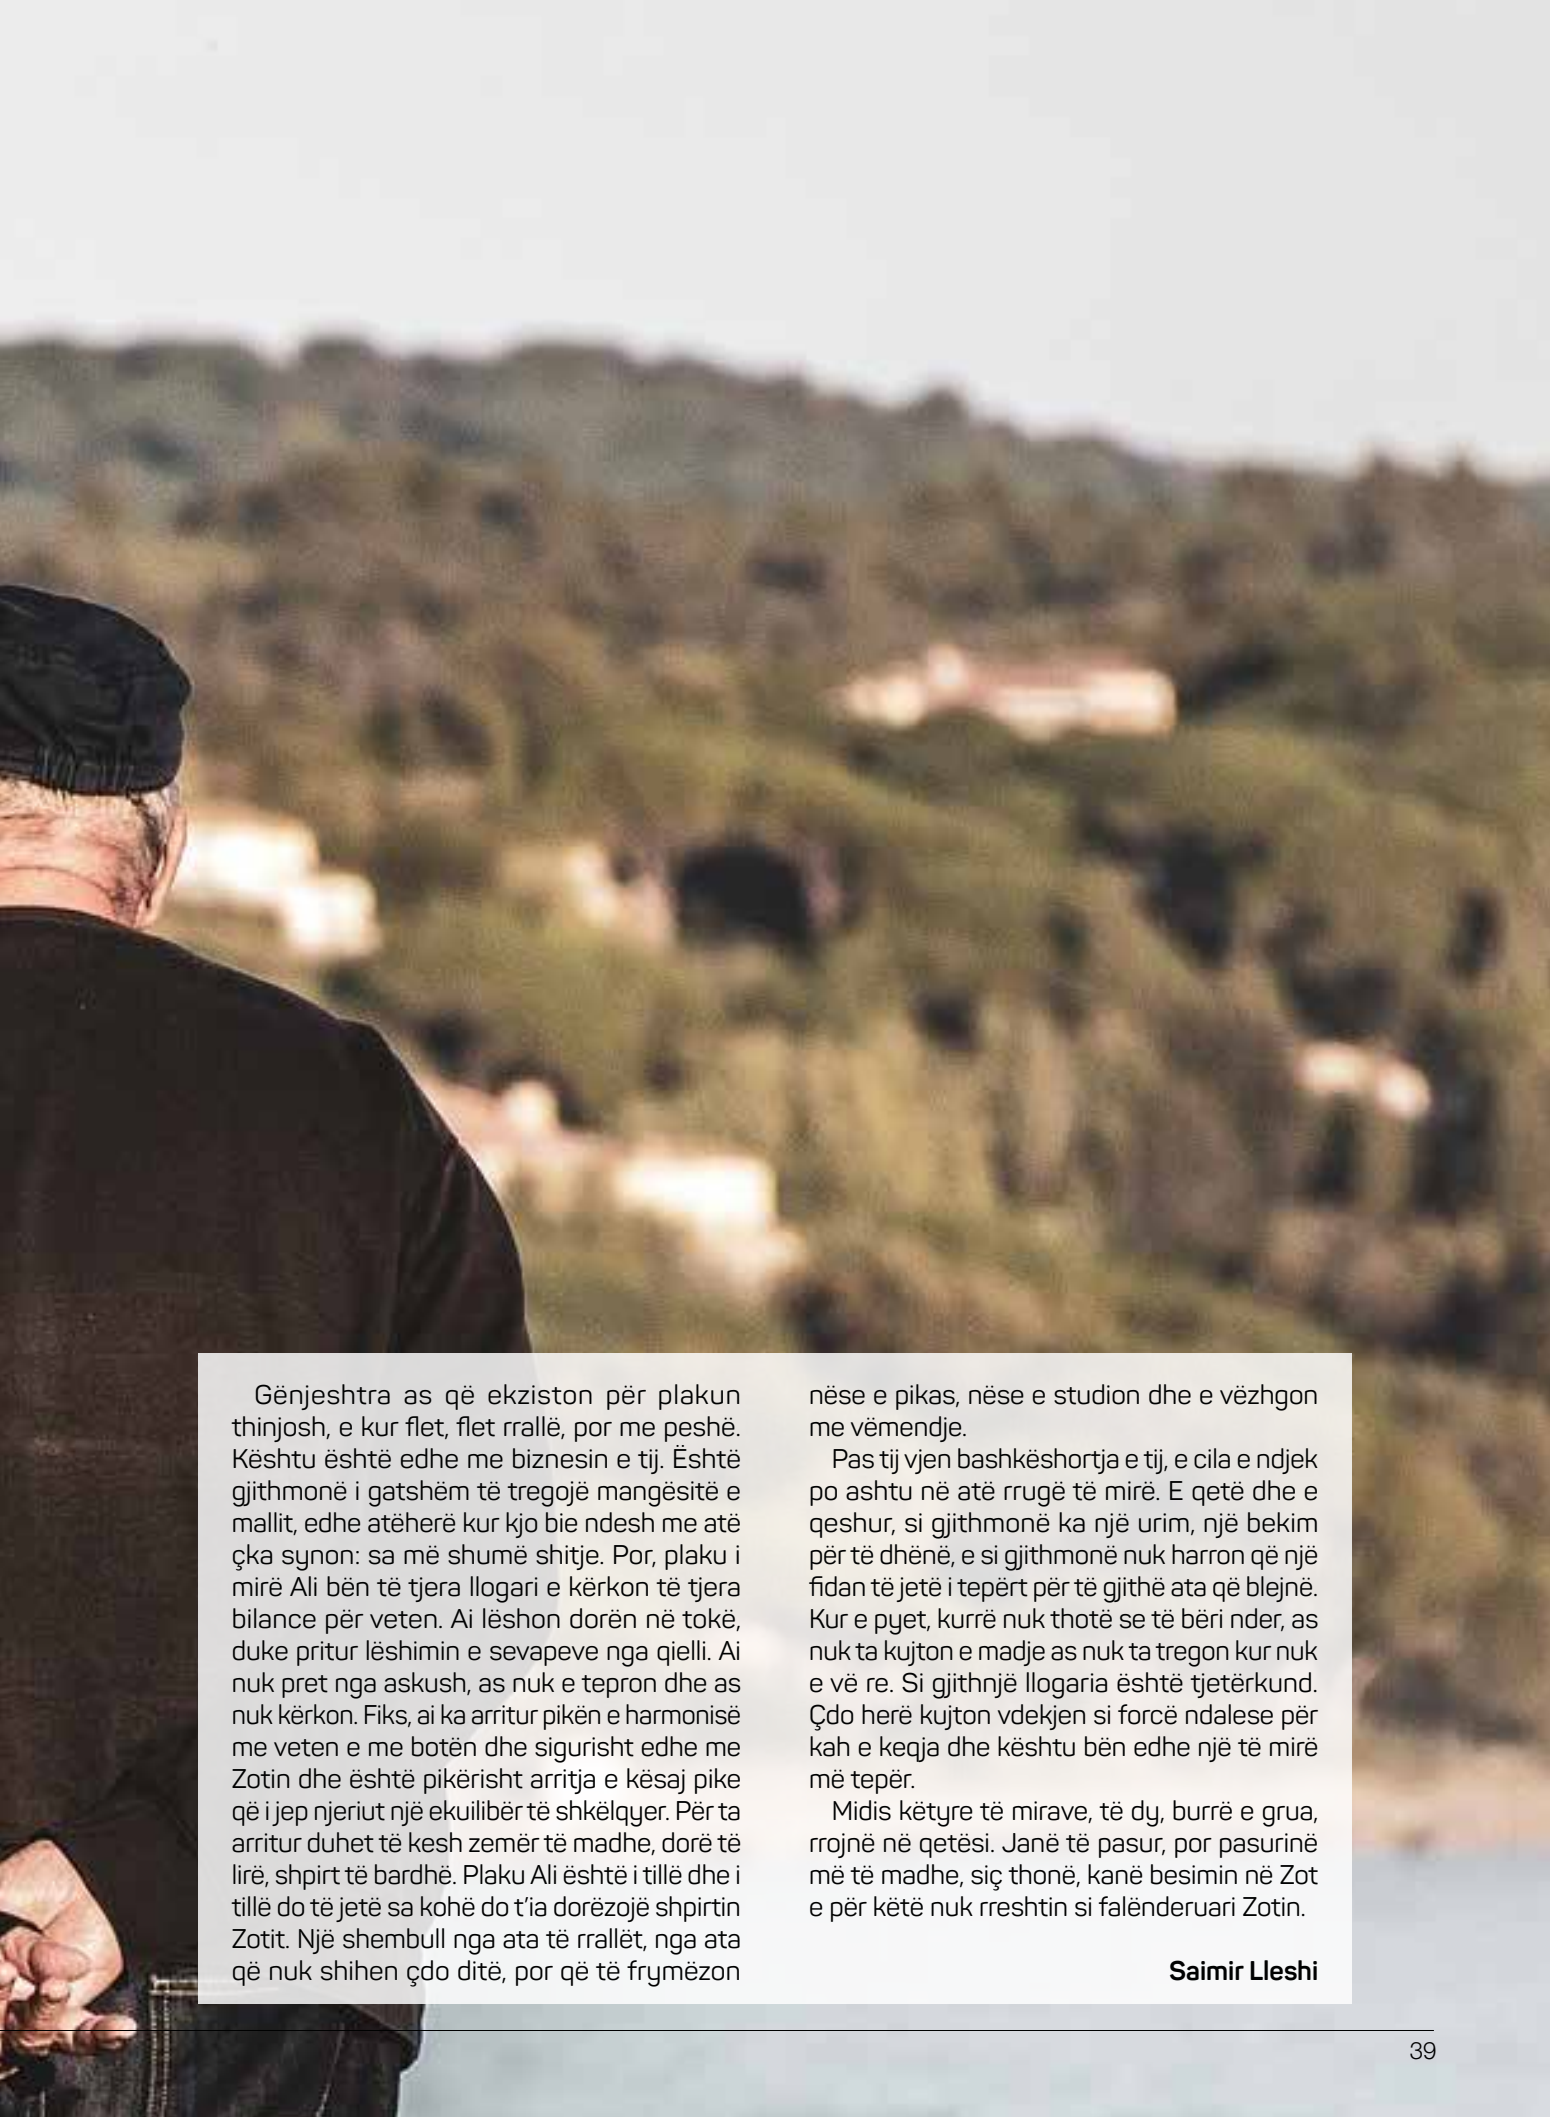 Gënjeshtra as që ekziston për plakun
thinjosh, e kur flet, flet rrallë, por me peshë.
Kështu është edhe me biznesin e tij. Është
gjithmonë i gatshëm të tregojë mangësitë e
mallit, edhe atëherë kur kjo bie ndesh me atë
çka synon: sa më shumë shitje. Por, plaku i
mirë Ali bën të tjera llogari e kërkon të tjera
bilance për veten. Ai lëshon dorën në tokë,
duke pritur lëshimin e sevapeve nga qielli. Ai
nuk pret nga askush, as nuk e tepron dhe as
nuk kërkon. Fiks, ai ka arritur pikën e harmonisë
me veten e me botën dhe sigurisht edhe me
Zotin dhe është pikërisht arritja e kësaj pike
që i jep njeriut një ekuilibër të shkëlqyer. Për ta
arritur duhet të kesh zemër të madhe, dorë të
lirë, shpirt të bardhë. Plaku Ali është i tillë dhe i
tillë do të jetë sa kohë do t'ia dorëzojë shpirtin
Zotit. Një shembull nga ata të rrallët, nga ata
që nuk shihen çdo ditë, por që të frymëzon
nëse e pikas, nëse e studion dhe e vëzhgon
me vëmendje.
Pas tij vjen bashkëshortja e tij, e cila e ndjek
po ashtu në atë rrugë të mirë. E qetë dhe e
qeshur, si gjithmonë ka një urim, një bekim
për të dhënë, e si gjithmonë nuk harron që një
fidan të jetë i tepërt për të gjithë ata që blejnë.
Kur e pyet, kurrë nuk thotë se të bëri nder, as
nuk ta kujton e madje as nuk ta tregon kur nuk
e vë re. Si gjithnjë llogaria është tjetërkund.
Çdo herë kujton vdekjen si forcë ndalese për
kah e keqja dhe kështu bën edhe një të mirë
më tepër.
Midis këtyre të mirave, të dy, burrë e grua,
rrojnë në qetësi. Janë të pasur, por pasurinë
më të madhe, siç thonë, kanë besimin në Zot
e për këtë nuk rreshtin si falënderuari Zotin.
Saimir Lleshi
39